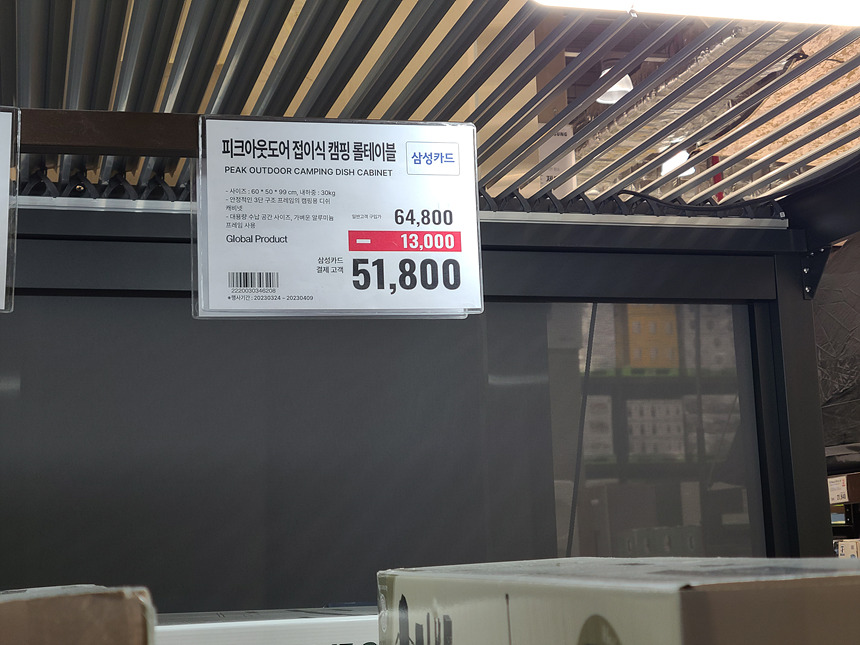 피크아웃도어 접이식 캠핑 롤테이블
삼성카드
PEAK OUTDOOR CAMPING DISH CABINET
- 사이즈 : 60 * 50 * 99 cm, 내하중 : 30kg
- 안정적인 3단 구조 프레임의 캠핑용 디쉬
캐비넷
- 대용량 수납 공간 사이즈, 가벼운 알루미늄
프레임 사용
Global Product
일반고객 구입가 64,800
- 13,000
삼성카드
결제 고객 51,800
2220030346208
*행사기간 : 20230324 ~ 20230409